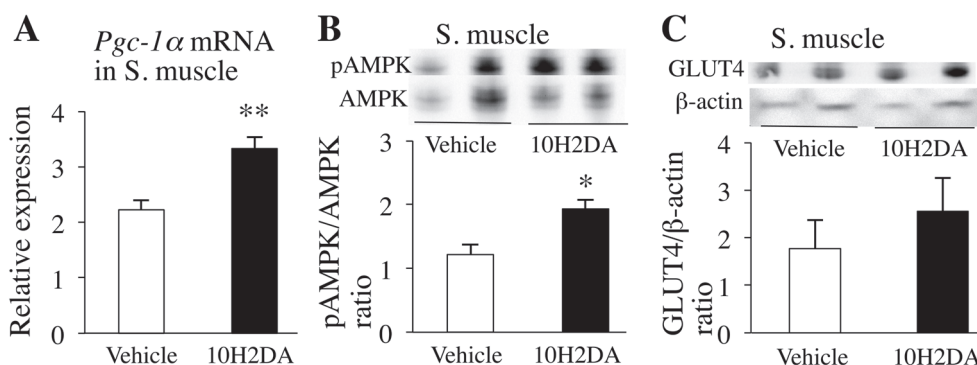 A
Pgc-1α mRNA
in S. muscle
Relative expression
4
3
2
1
0
**
Vehicle
10H2DA
B
S. muscle
pAMPK
AMPK
Vehicle
10H2DA
pAMPK/AMPK
ratio
3
2
1
0
*
Vehicle
10H2DA
C
S. muscle
GLUT4
β-actin
Vehicle
10H2DA
GLUT4/β-actin
ratio
4
3
2
1
0
Vehicle
10H2DA